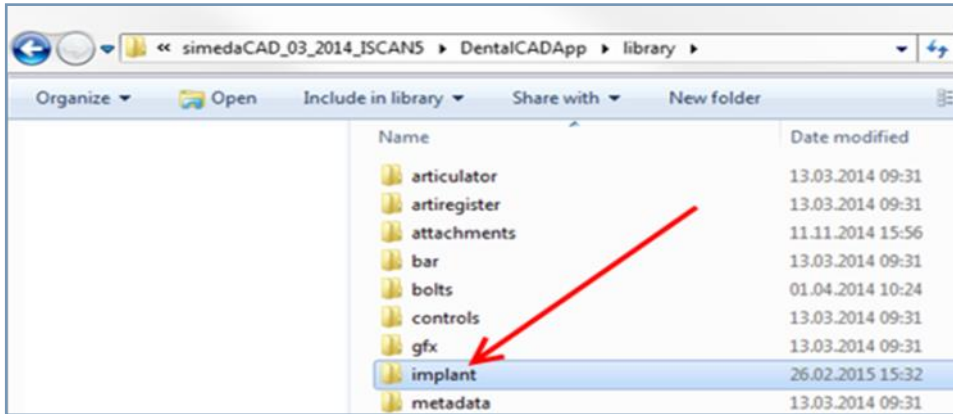 « simedaCAD_03_2014_ISCAN5 ▸ DentalCADApp ▸ library ▸
Organize ▾ Open Include in library ▾ Share with ▾ New folder
Name Date modified
articulator 13.03.2014 09:31
artiregister 13.03.2014 09:31
attachments 11.11.2014 15:56
bar 13.03.2014 09:31
bolts 01.04.2014 10:24
controls 13.03.2014 09:31
gfx 13.03.2014 09:31
implant 26.02.2015 15:32
metadata 13.03.2014 09:31